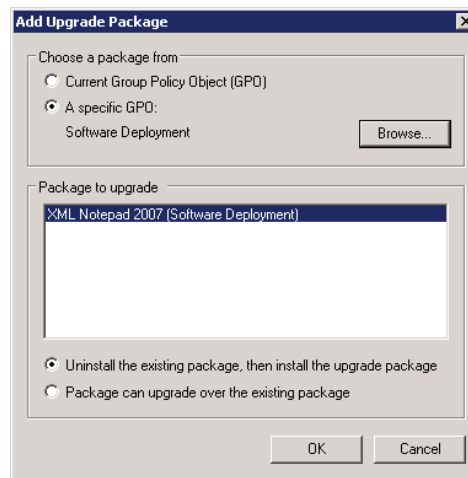 Add Upgrade Package
Choose a package from
Current Group Policy Object (GPO)
A specific GPO:
Software Deployment
Browse...
Package to upgrade
XML Notepad 2007 (Software Deployment)
Uninstall the existing package, then install the upgrade package
Package can upgrade over the existing package
OK
Cancel